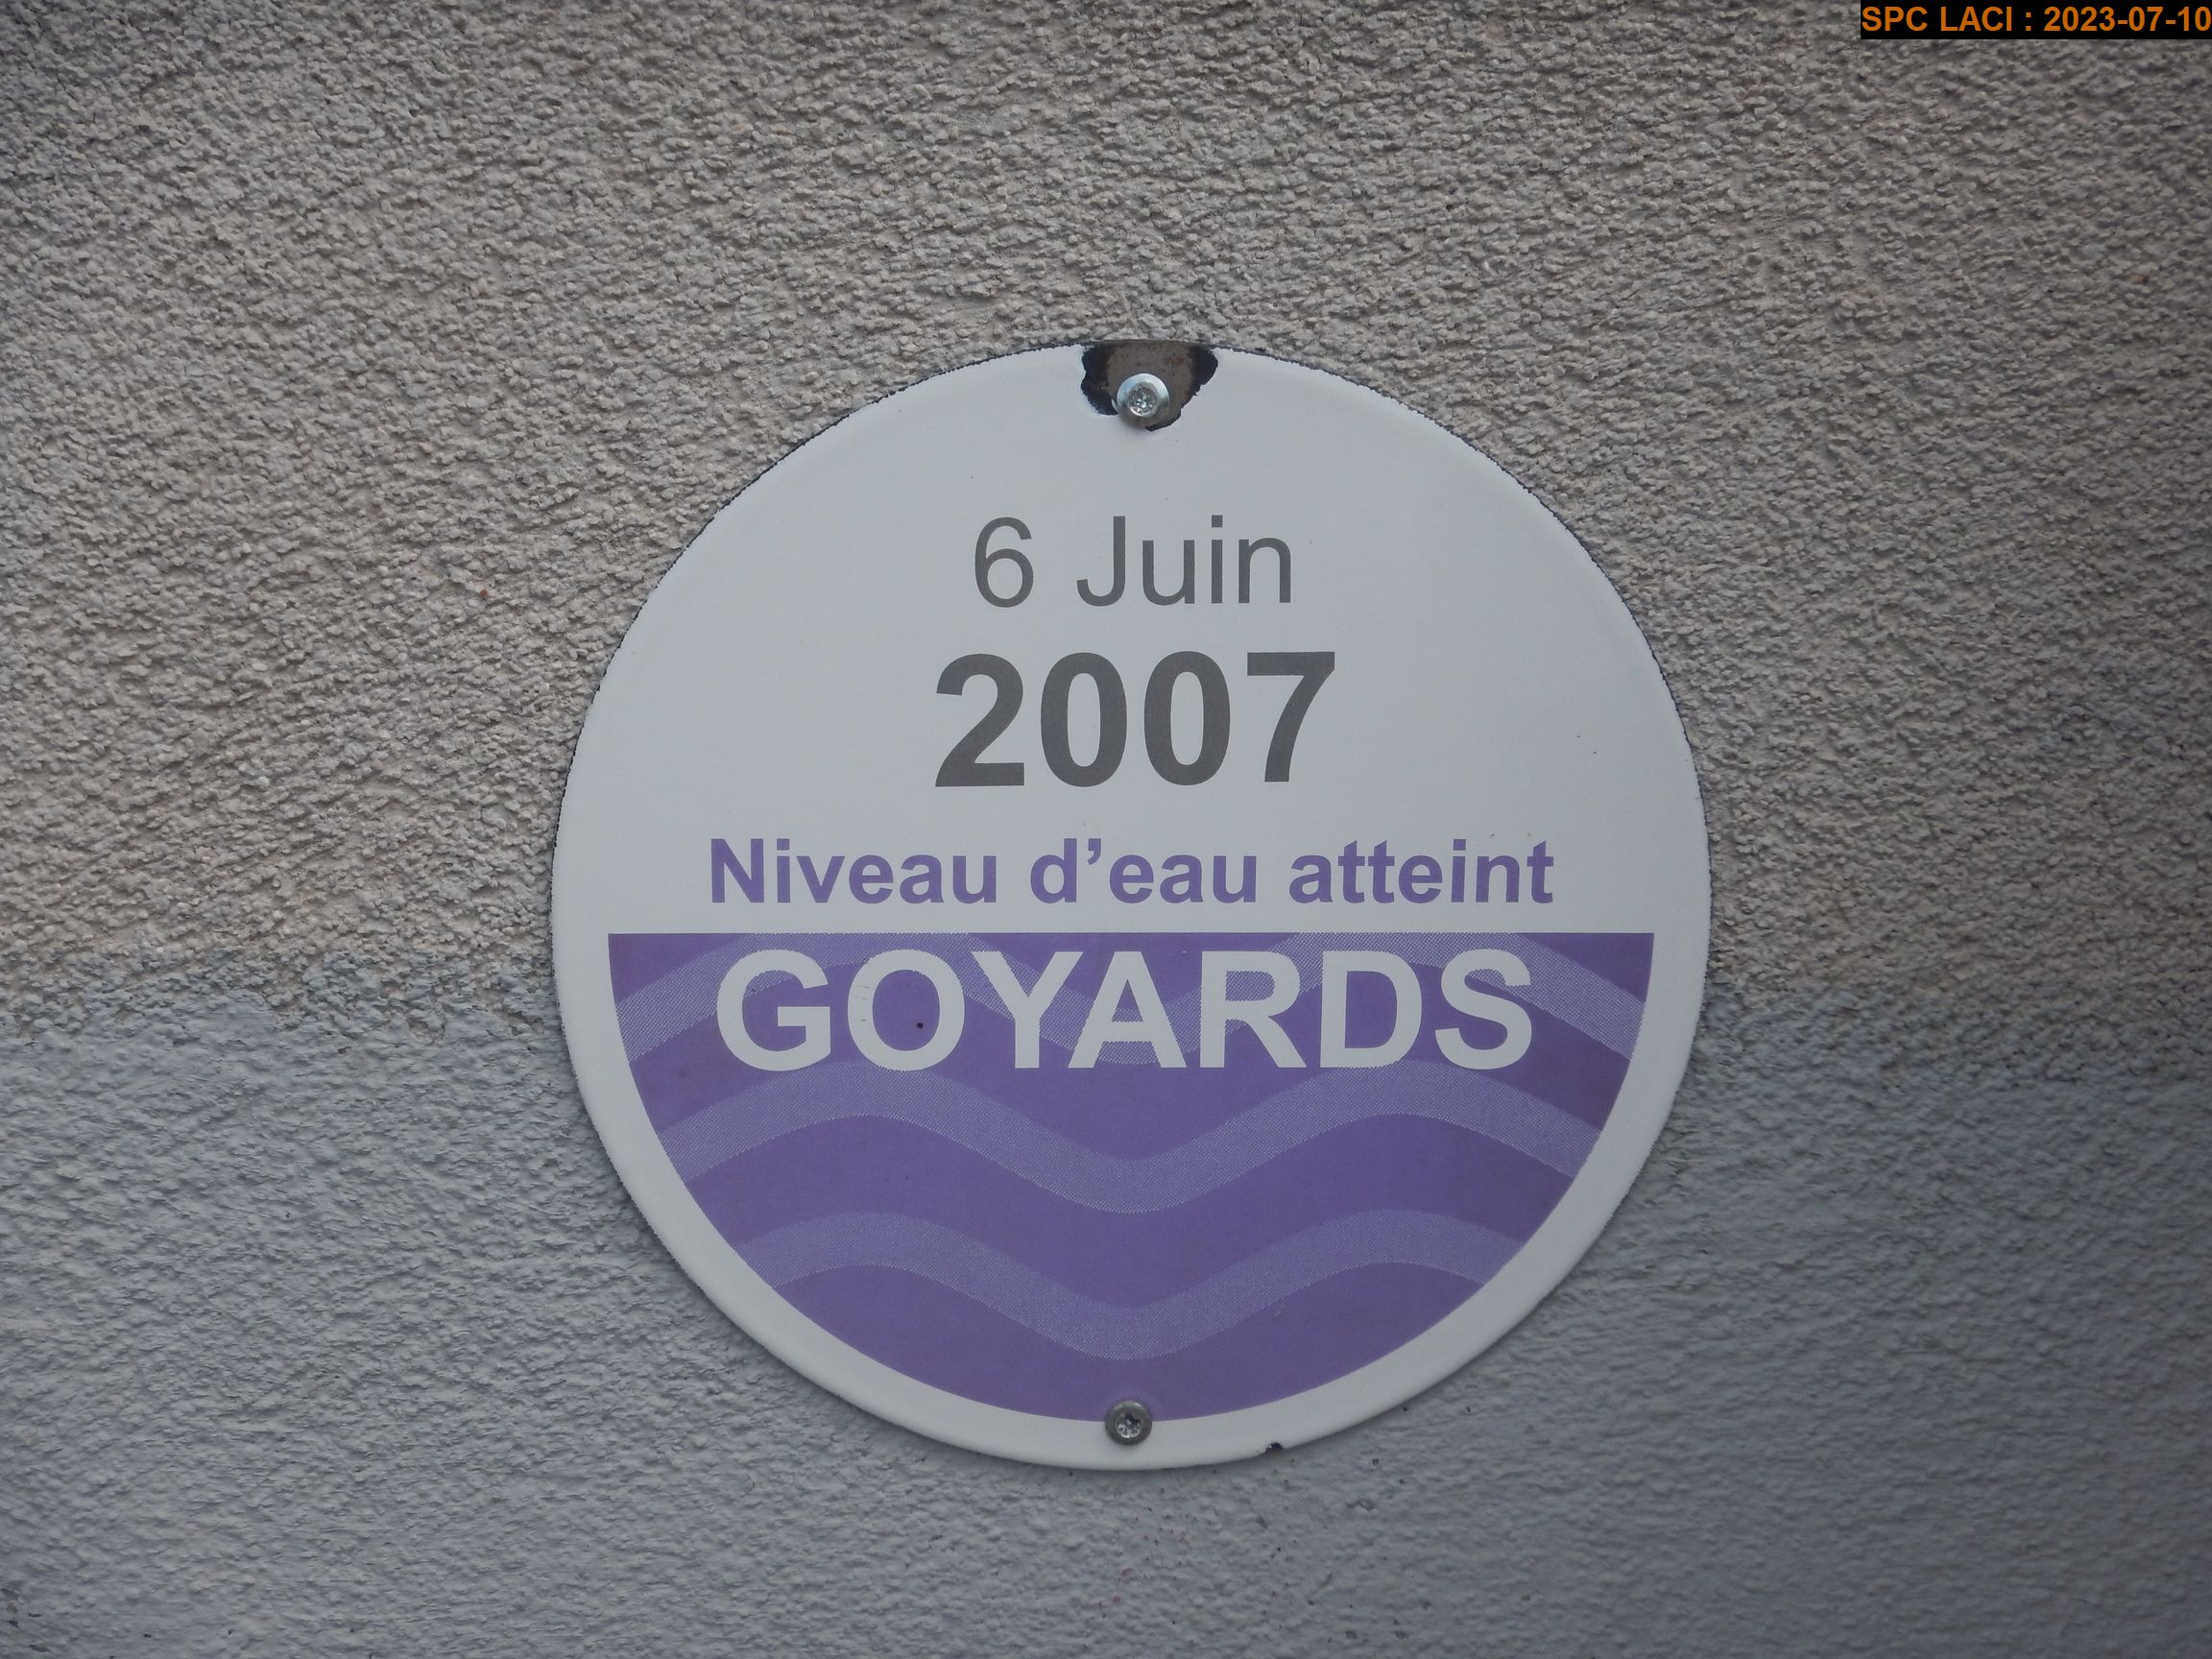 SPC LACI : 2023-07-10
6 Juin
2007
Niveau d’eau atteint
GOYARDS